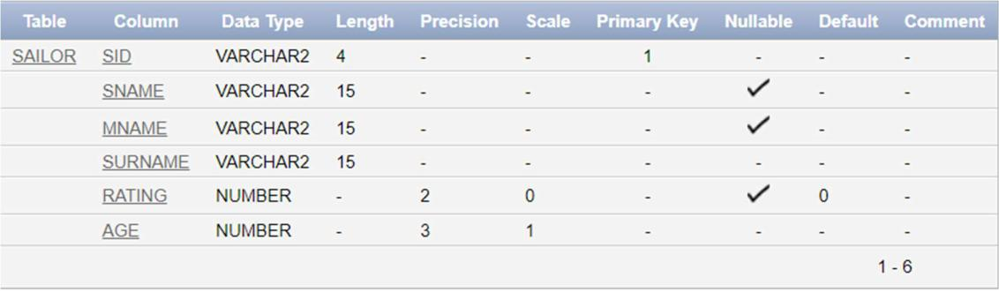 Table Column Data Type Length Precision Scale Primary Key Nullable Default Comment
SAILOR SID VARCHAR2 4 - - 1 - - -
SNAME VARCHAR2 15 - - - ✓ - -
MNAME VARCHAR2 15 - - - ✓ - -
SURNAME VARCHAR2 15 - - - - - -
RATING NUMBER - 2 0 - ✓ 0 -
AGE NUMBER - 3 1 - - - -
1 - 6